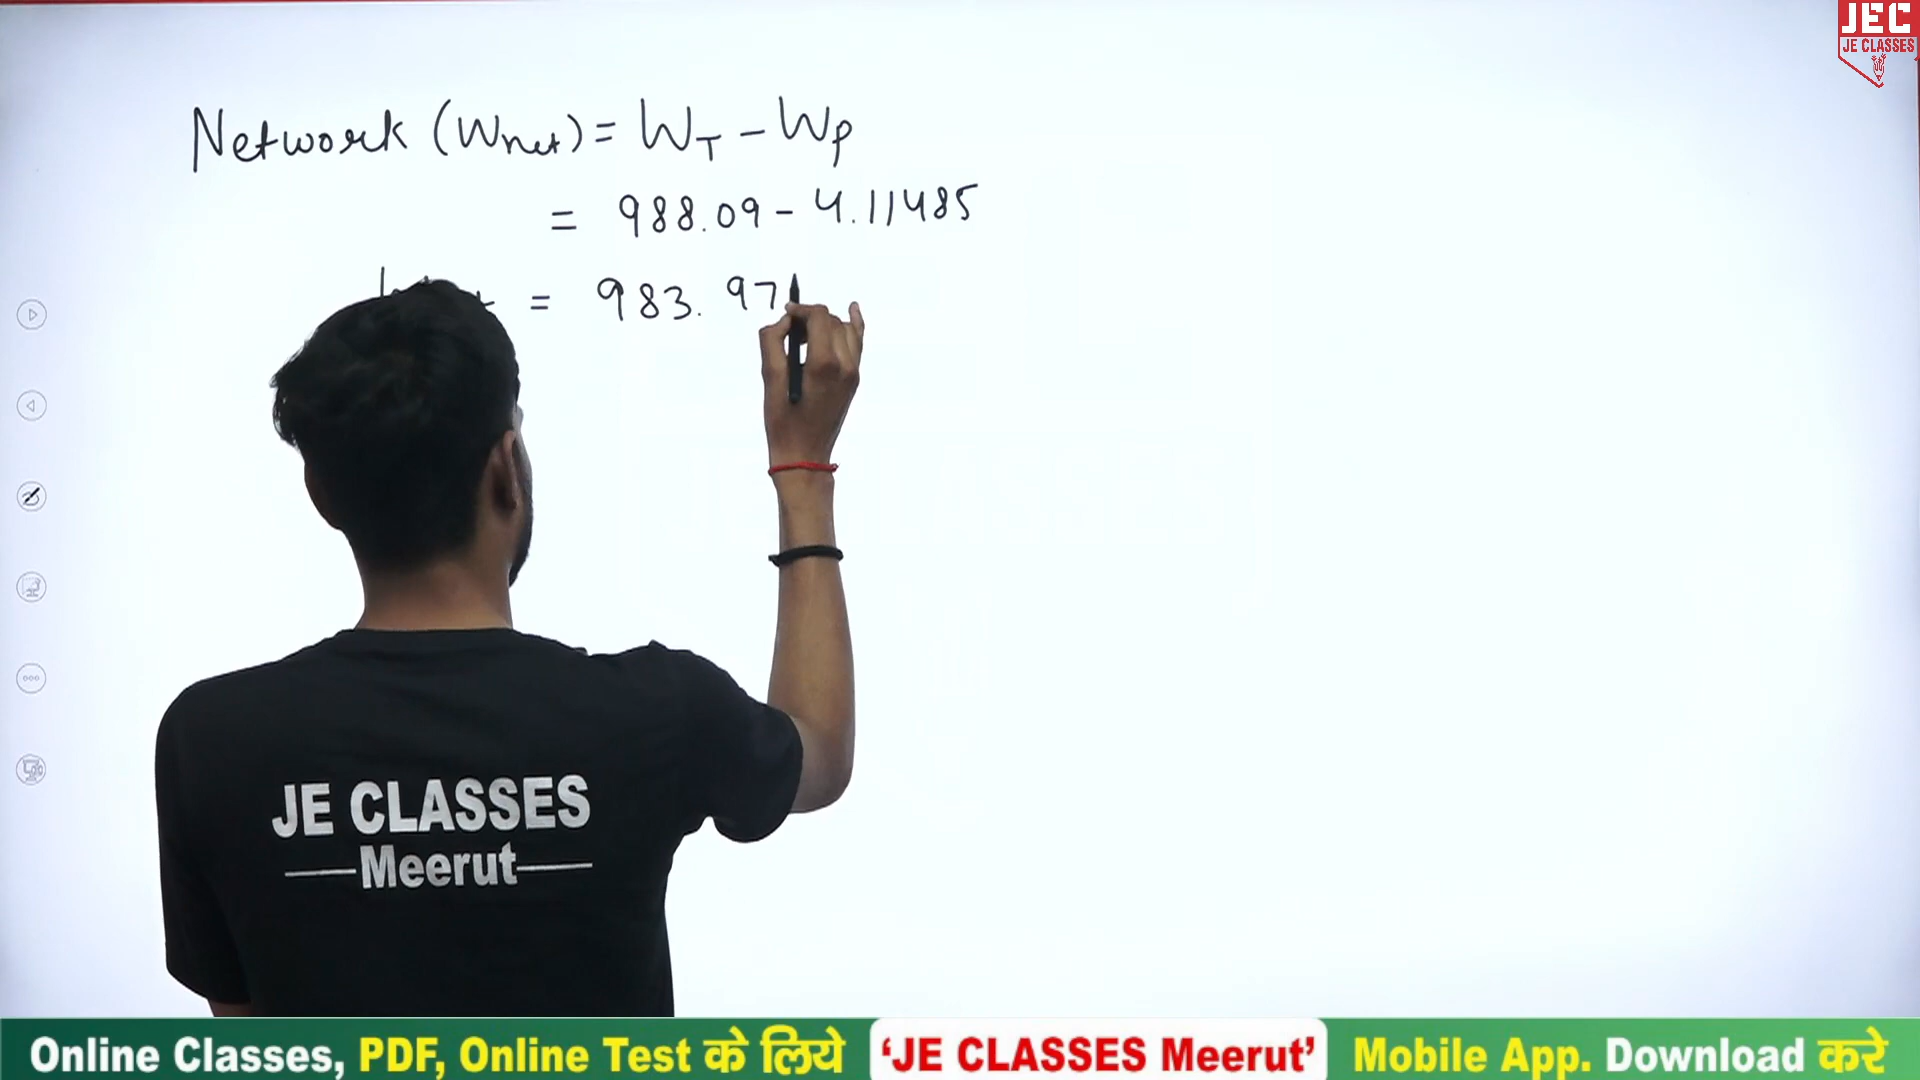 JEC
JE CLASSES
Network (Wnet) = WT - WP
= 988.09 - 4.11485
= 983.97
JE CLASSES
Meerut
Online Classes, PDF, Online Test के लिये 'JE CLASSES Meerut' Mobile App. Download करे